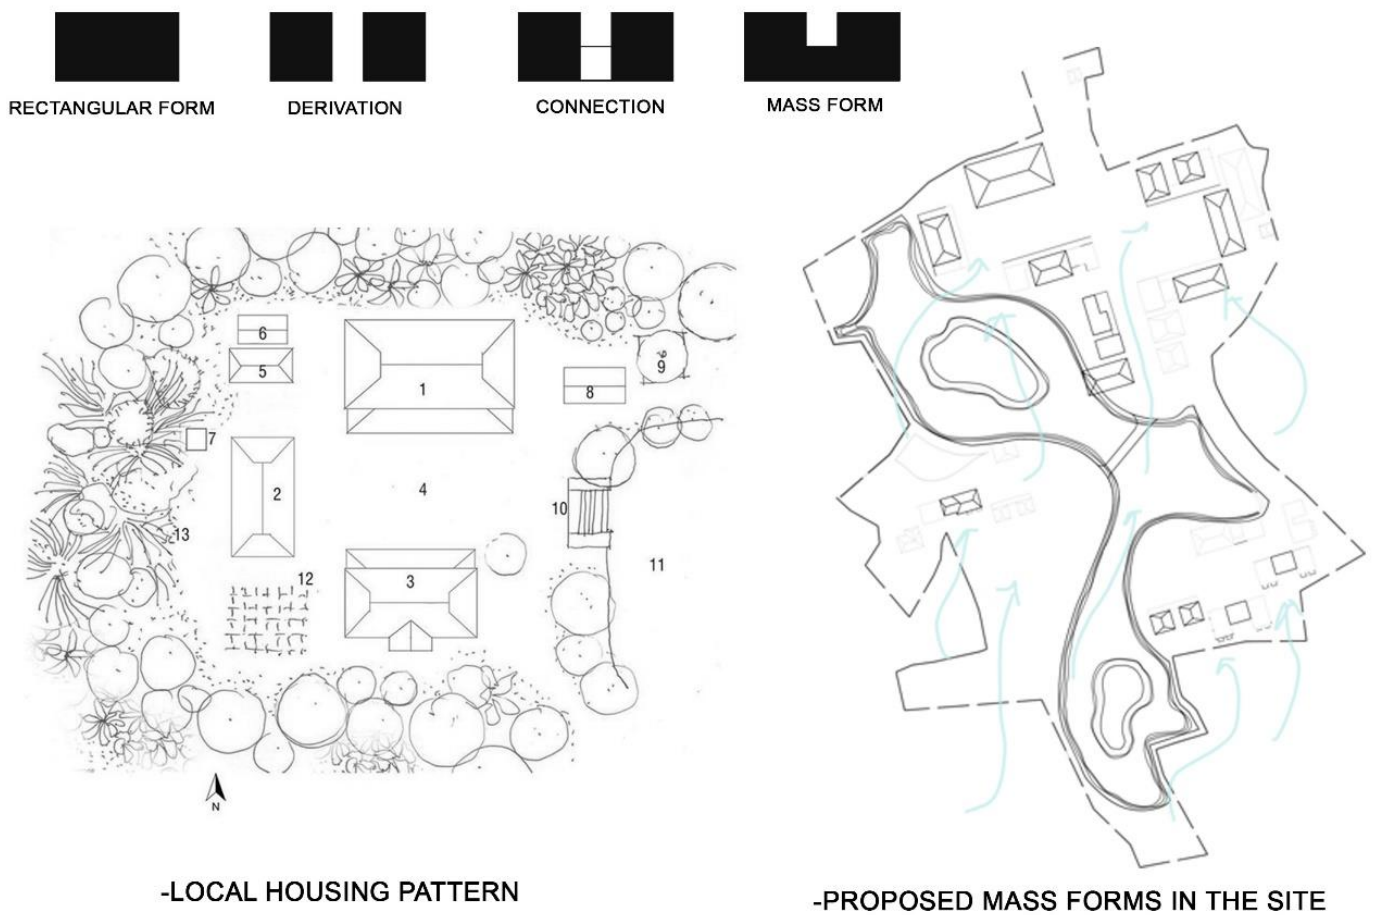 RECTANGULAR FORM
DERIVATION
CONNECTION
MASS FORM
6
5
1
8
9
7
2
4
10
13
3
11
12
N
-LOCAL HOUSING PATTERN
-PROPOSED MASS FORMS IN THE SITE